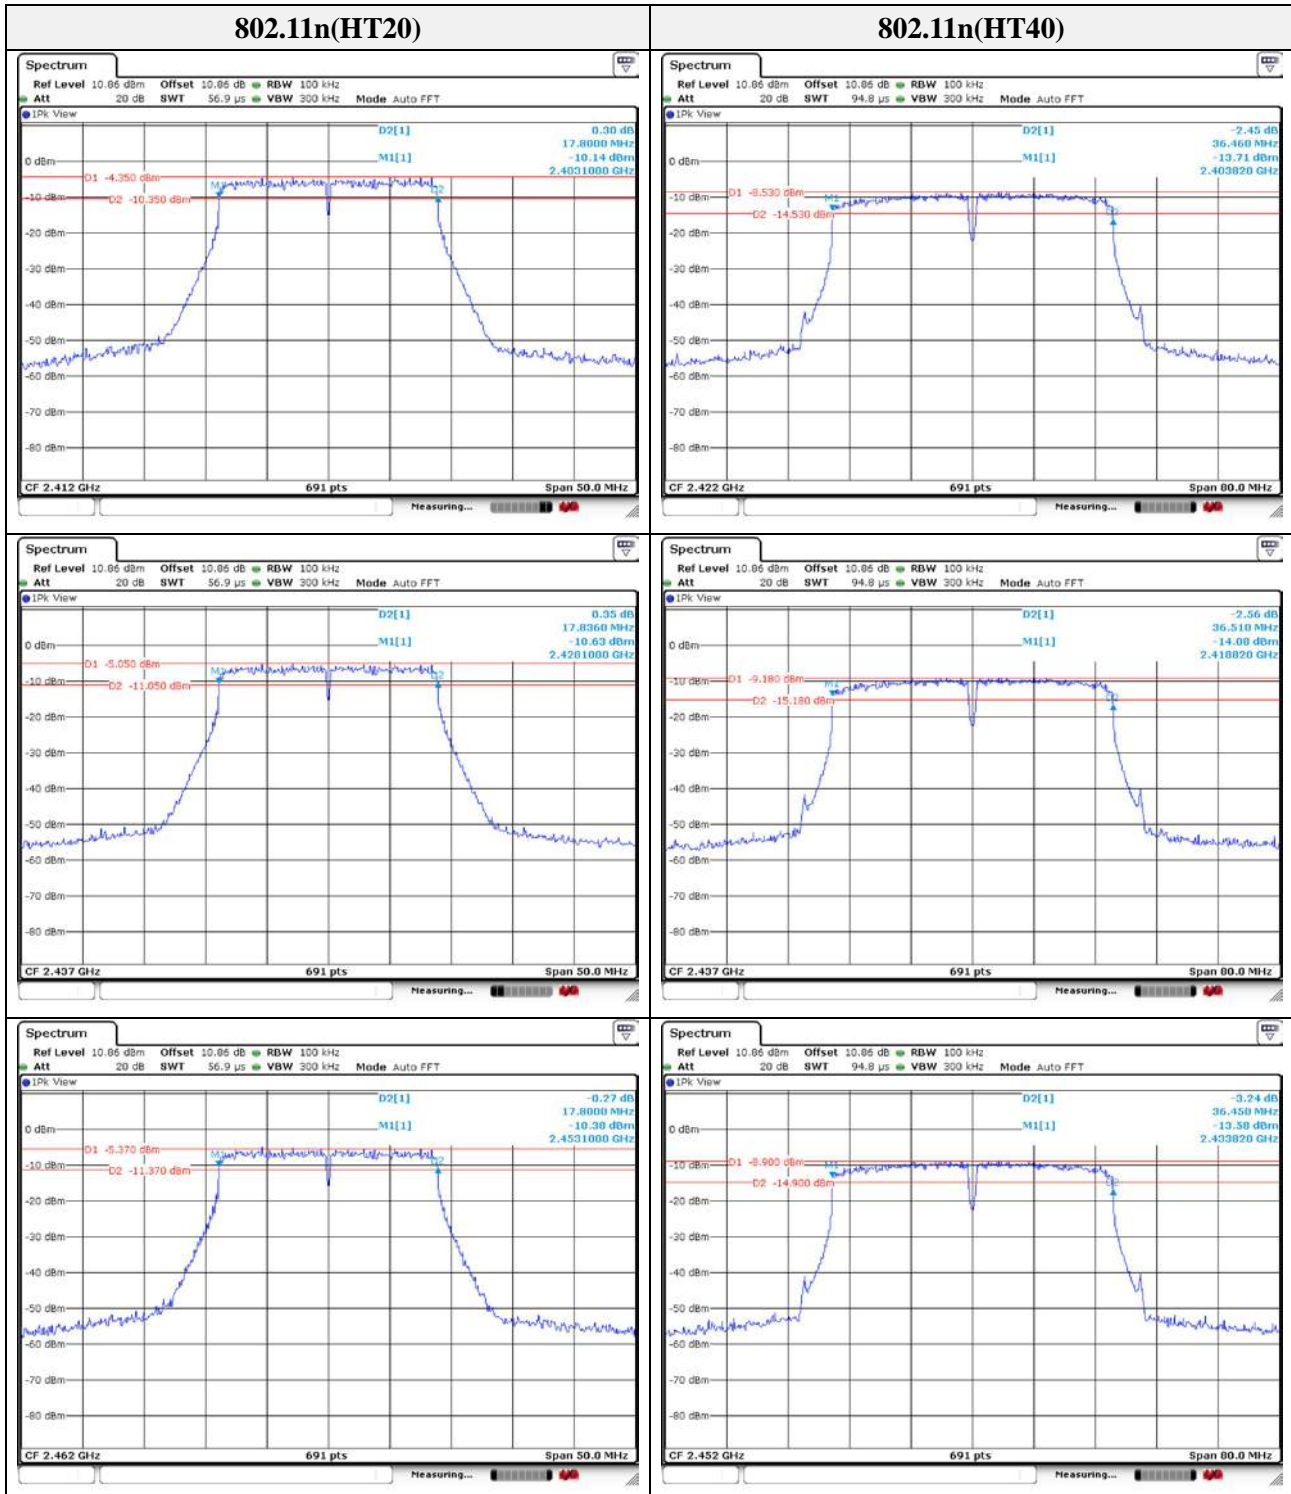 802.11n(HT20)
802.11n(HT40)
Spectrum
Ref Level 10.86 dBm Offset 10.86 dB RBW 100 kHz
Att 20 dB SWT 56.9 µs VBW 300 kHz Mode Auto FFT
1Pk View
D2[1] 0.30 dB
17.8000 MHz
M1[1] -10.14 dBm
2.4031000 GHz
0 dBm
D1 -4.350 dBm
M1
D2
-10 dBm
D2 -10.350 dBm
-20 dBm
-30 dBm
-40 dBm
-50 dBm
-60 dBm
-70 dBm
-80 dBm
CF 2.412 GHz 691 pts Span 50.0 MHz
Measuring...
Spectrum
Ref Level 10.86 dBm Offset 10.86 dB RBW 100 kHz
Att 20 dB SWT 94.8 µs VBW 300 kHz Mode Auto FFT
1Pk View
D2[1] -2.45 dB
36.460 MHz
M1[1] -13.71 dBm
2.403820 GHz
0 dBm
D1 -8.530 dBm
-10 dBm
M1
D2 -14.530 dBm
D2
-20 dBm
-30 dBm
-40 dBm
-50 dBm
-60 dBm
-70 dBm
-80 dBm
CF 2.422 GHz 691 pts Span 80.0 MHz
Measuring...
Spectrum
Ref Level 10.86 dBm Offset 10.86 dB RBW 100 kHz
Att 20 dB SWT 56.9 µs VBW 300 kHz Mode Auto FFT
1Pk View
D2[1] 0.35 dB
17.8360 MHz
M1[1] -10.63 dBm
2.4281000 GHz
0 dBm
D1 -5.050 dBm
M1
D2
-10 dBm
D2 -11.050 dBm
-20 dBm
-30 dBm
-40 dBm
-50 dBm
-60 dBm
-70 dBm
-80 dBm
CF 2.437 GHz 691 pts Span 50.0 MHz
Measuring...
Spectrum
Ref Level 10.86 dBm Offset 10.86 dB RBW 100 kHz
Att 20 dB SWT 94.8 µs VBW 300 kHz Mode Auto FFT
1Pk View
D2[1] -2.56 dB
36.510 MHz
M1[1] -14.08 dBm
2.418820 GHz
0 dBm
D1 -9.180 dBm
-10 dBm
M1
D2 -15.180 dBm
D2
-20 dBm
-30 dBm
-40 dBm
-50 dBm
-60 dBm
-70 dBm
-80 dBm
CF 2.437 GHz 691 pts Span 80.0 MHz
Measuring...
Spectrum
Ref Level 10.86 dBm Offset 10.86 dB RBW 100 kHz
Att 20 dB SWT 56.9 µs VBW 300 kHz Mode Auto FFT
1Pk View
D2[1] -0.27 dB
17.8000 MHz
M1[1] -10.38 dBm
2.4531000 GHz
0 dBm
D1 -5.370 dBm
M1
D2
-10 dBm
D2 -11.370 dBm
-20 dBm
-30 dBm
-40 dBm
-50 dBm
-60 dBm
-70 dBm
-80 dBm
CF 2.462 GHz 691 pts Span 50.0 MHz
Measuring...
Spectrum
Ref Level 10.86 dBm Offset 10.86 dB RBW 100 kHz
Att 20 dB SWT 94.8 µs VBW 300 kHz Mode Auto FFT
1Pk View
D2[1] -3.24 dB
36.450 MHz
M1[1] -13.58 dBm
2.433820 GHz
0 dBm
D1 -8.900 dBm
-10 dBm
M1
D2 -14.900 dBm
D2
-20 dBm
-30 dBm
-40 dBm
-50 dBm
-60 dBm
-70 dBm
-80 dBm
CF 2.452 GHz 691 pts Span 80.0 MHz
Measuring...